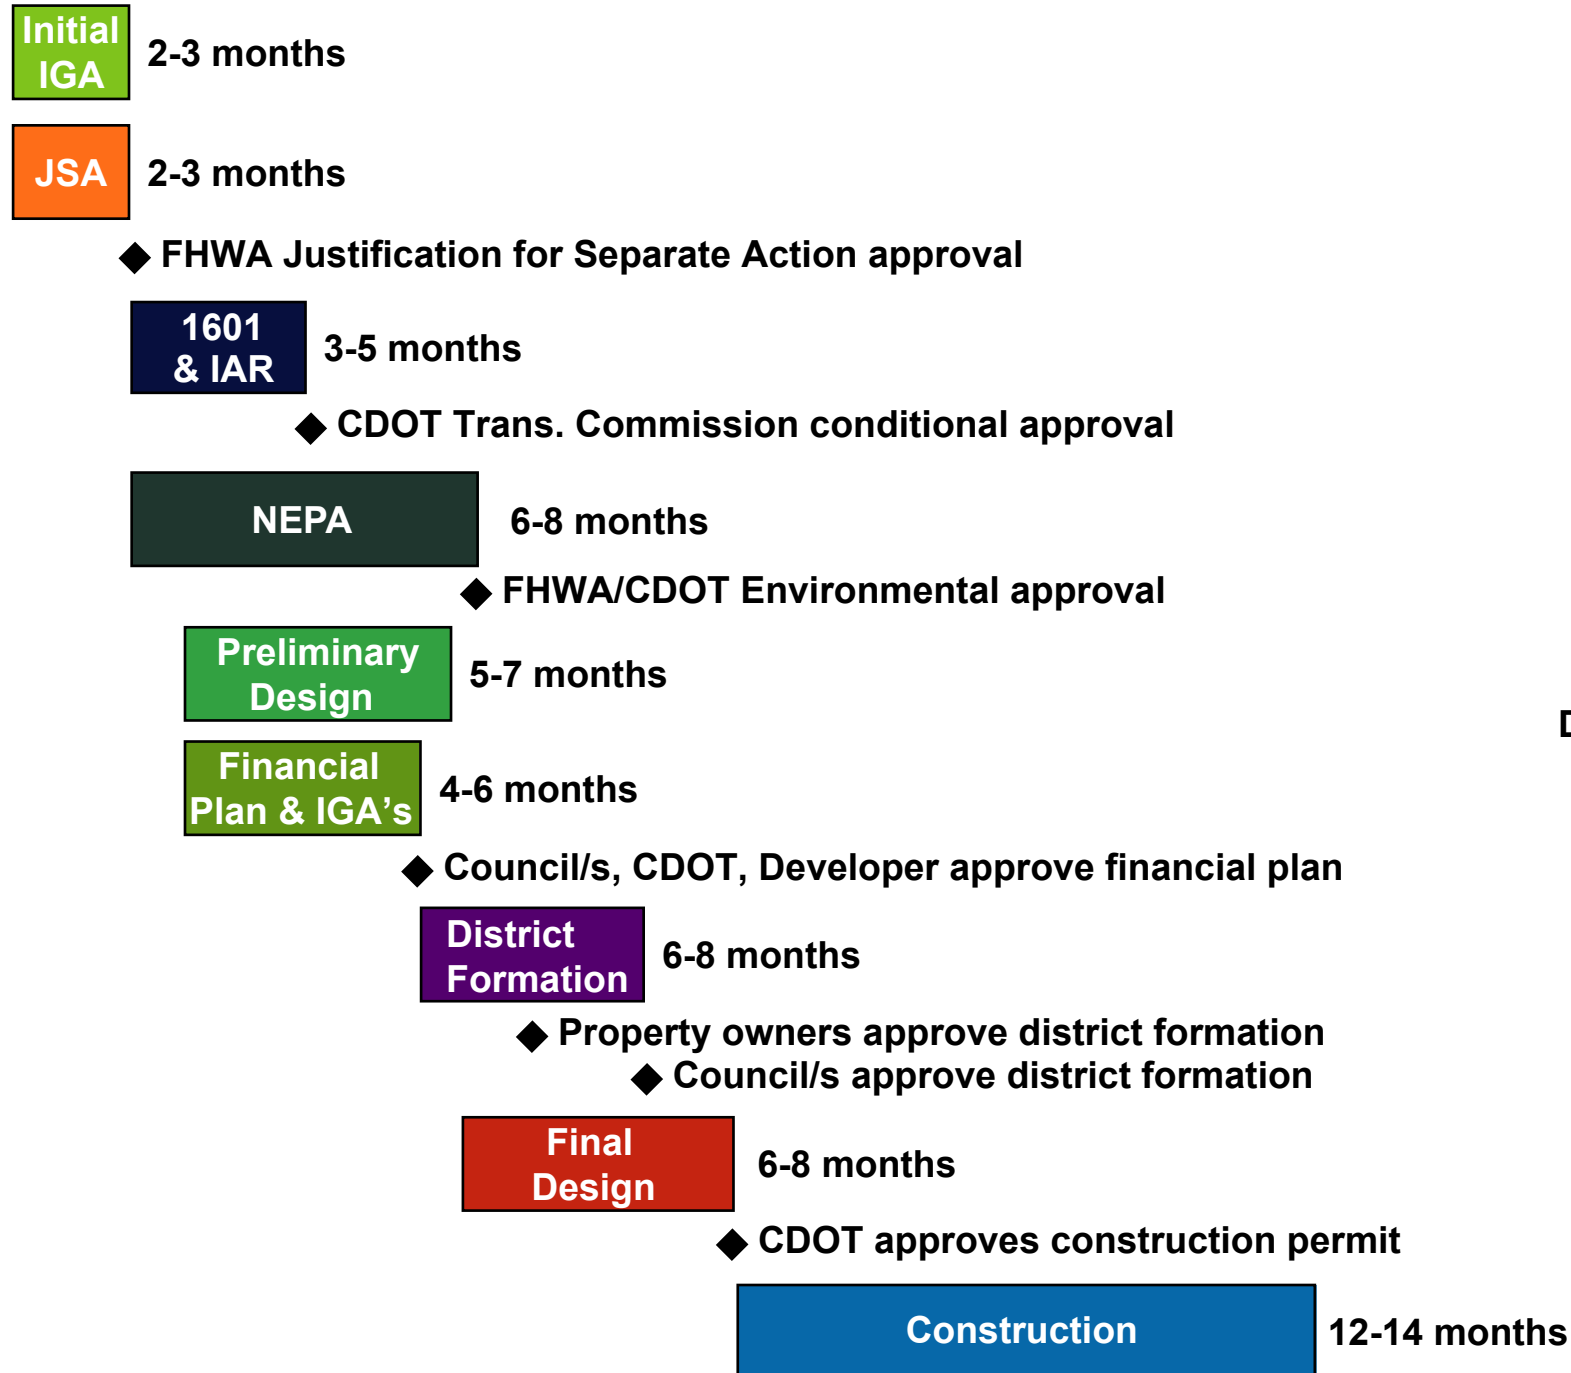 Initial
IGA
2-3 months
JSA
2-3 months
FHWA Justification for Separate Action approval
1601
& IAR
3-5 months
CDOT Trans. Commission conditional approval
NEPA
6-8 months
FHWA/CDOT Environmental approval
Preliminary
Design
5-7 months
D
Financial
Plan & IGA’s
4-6 months
Council/s, CDOT, Developer approve financial plan
District
Formation
6-8 months
Property owners approve district formation
Council/s approve district formation
Final
Design
6-8 months
CDOT approves construction permit
Construction
12-14 months